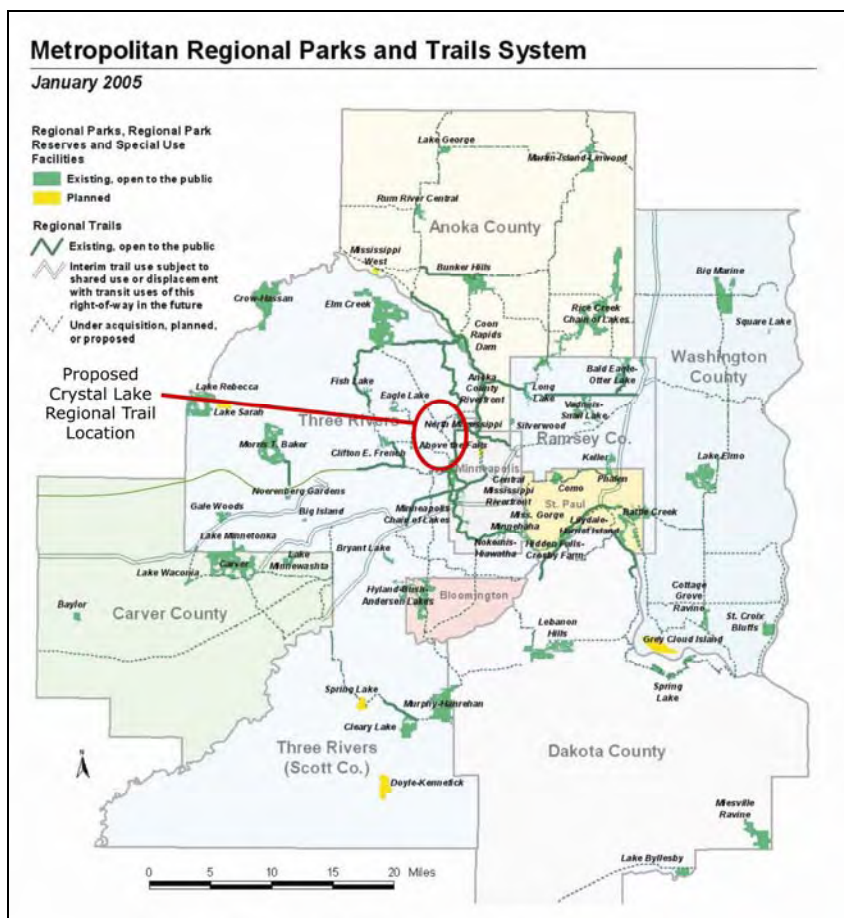 Metropolitan Regional Parks and Trails System
January 2005
Regional Parks, Regional Park
Reserves and Special Use
Facilities
Existing, open to the public
Planned
Regional Trails
Existing, open to the public
Interim trail use subject to
shared use or displacement
with transit uses of this
right-of-way in the future
Under acquisition, planned,
or proposed
Proposed
Crystal Lake
Regional Trail
Location
Lake George
Martin-Island-Linwood
Rum River Central
Anoka County
Mississippi
West
Bunker Hills
Crow-Hassan
Elm Creek
Coon
Rapids
Dam
Rice Creek
Chain of Lakes
Big Marine
Square Lake
Washington
County
Anoka
County
Riverfront
Long
Lake
Bald Eagle-
Otter Lake
Fish Lake
Eagle Lake
Lake Rebecca
Lake Sarah
Three Rivers
North Mississippi
Silverwood
Vadnais-
Snail Lake
Ramsey Co.
Morris T. Baker
Clifton E. French
Above the Falls
Minneapolis
Keller
Lake Elmo
Noerenberg Gardens
Gale Woods
Big Island
Minneapolis
Chain of Lakes
Central
Mississippi
Riverfront
Miss. Gorge
Como
Phalen
St. Paul
Battle Creek
Minnehaha
Lilydale-
Harriet Island
Nokomis-
Hiawatha
Hidden Falls-
Crosby Farm
Lake Minnetonka
Carver
Lake
Minnewashta
Lake Waconia
Bryant Lake
Baylor
Carver County
Hyland-Bush-
Andersen Lakes
Bloomington
Lebanon
Hills
Cottage
Grove
Ravine
St. Croix
Bluffs
Grey Cloud Island
Spring
Lake
Spring Lake
Murphy-Hanrehan
Cleary Lake
Three Rivers
(Scott Co.)
Dakota County
Doyle-Kennefick
Miesville
Ravine
Lake Byllesby
N
0 5 10 20 Miles